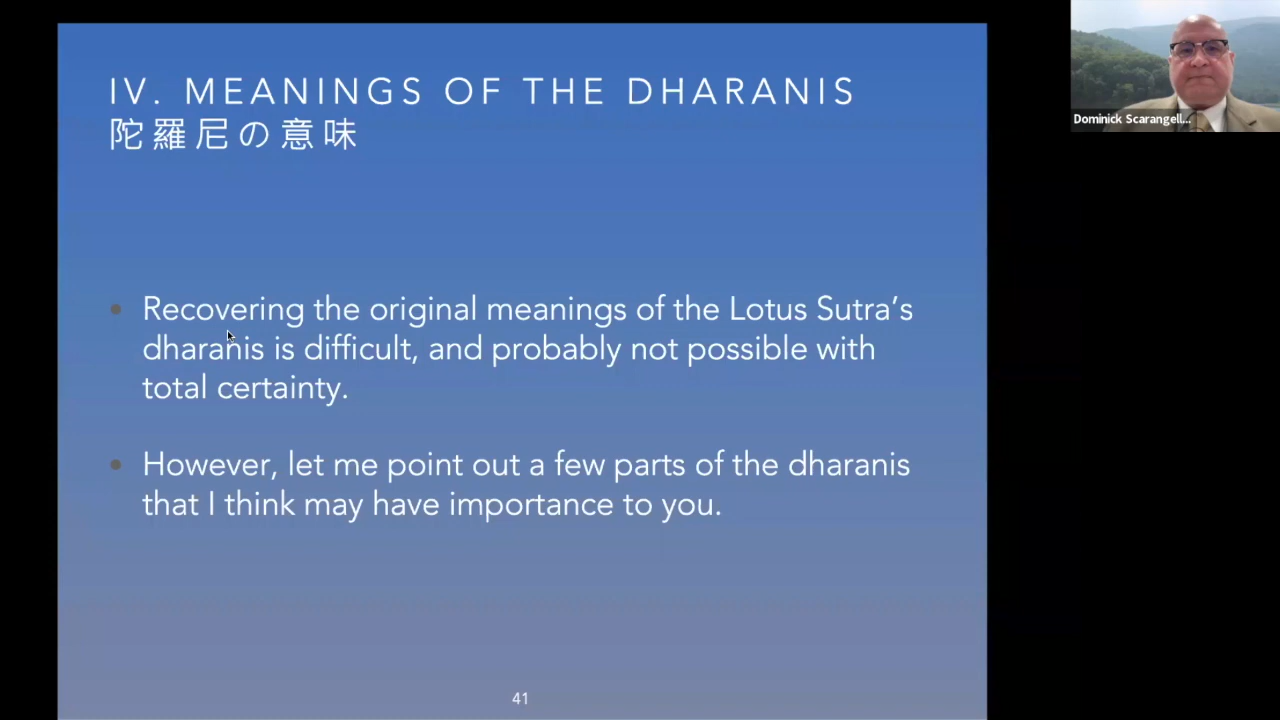 IV. MEANINGS OF THE DHARANIS
陀羅尼の意味
Recovering the original meanings of the Lotus Sutra's
dharanis is difficult, and probably not possible with
total certainty.
However, let me point out a few parts of the dharanis
that I think may have importance to you.
41
Dominick Scarangell...